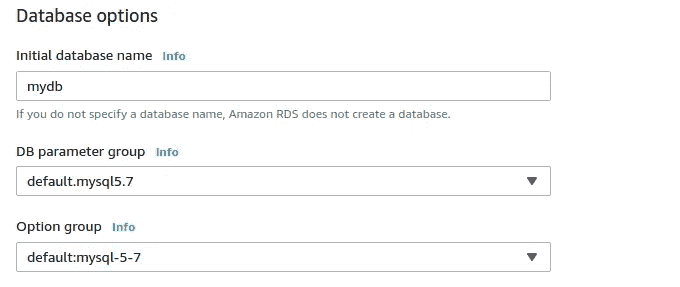 Database options
Initial database name Info
mydb
If you do not specify a database name, Amazon RDS does not create a database.
DB parameter group Info
default.mysql5.7
Option group Info
default:mysql-5-7